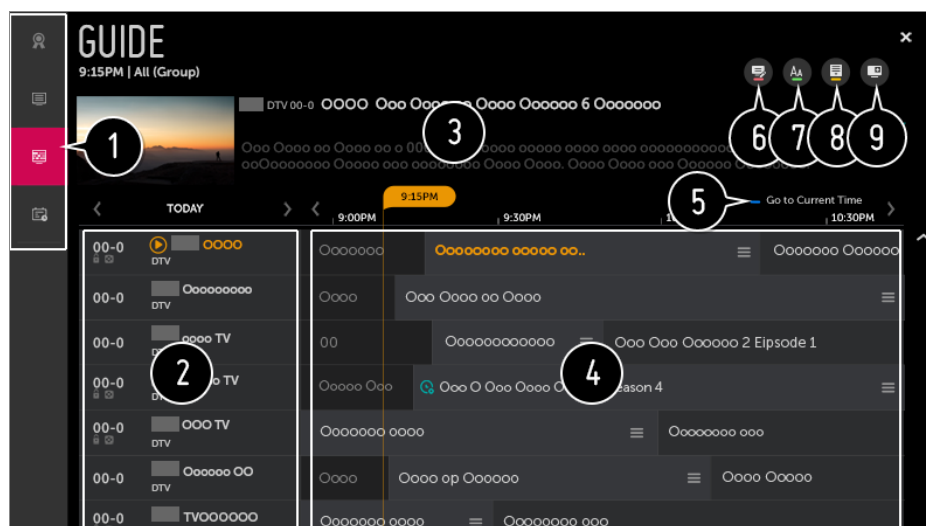 GUIDE
×
9:15PM | All (Group)
DTV 00-0 OOOO Ooo
Oooo Oooooo 6 Ooooooo
6 7 8 9
1
3
9:15PM
5
Go to Current Time
TODAY
9:00PM 9:30PM 10:30PM
00-0 OOOO
DTV
Ooooooo Oooooooo ooooo oo.. Ooooooo Oooooo
00-0 Ooooooooo
DTV
Oooo Ooo Oooo oo Oooo
00-0 oooo TV
00 Oooooooooooo Ooo Ooo Oooooo 2 Eipsode 1
00-0 TV
2
Ooooo Ooo Ooo O Ooo Oooo
4
00-0 OOO TV
DTV
Ooooooo oooo Oooooooo ooo
00-0 Oooooo OO
DTV
Oooo Oooo op Oooooo Oooo Ooooo
00-0 TVOOOOOO
Ooooooo oooo Oooooooo ooo